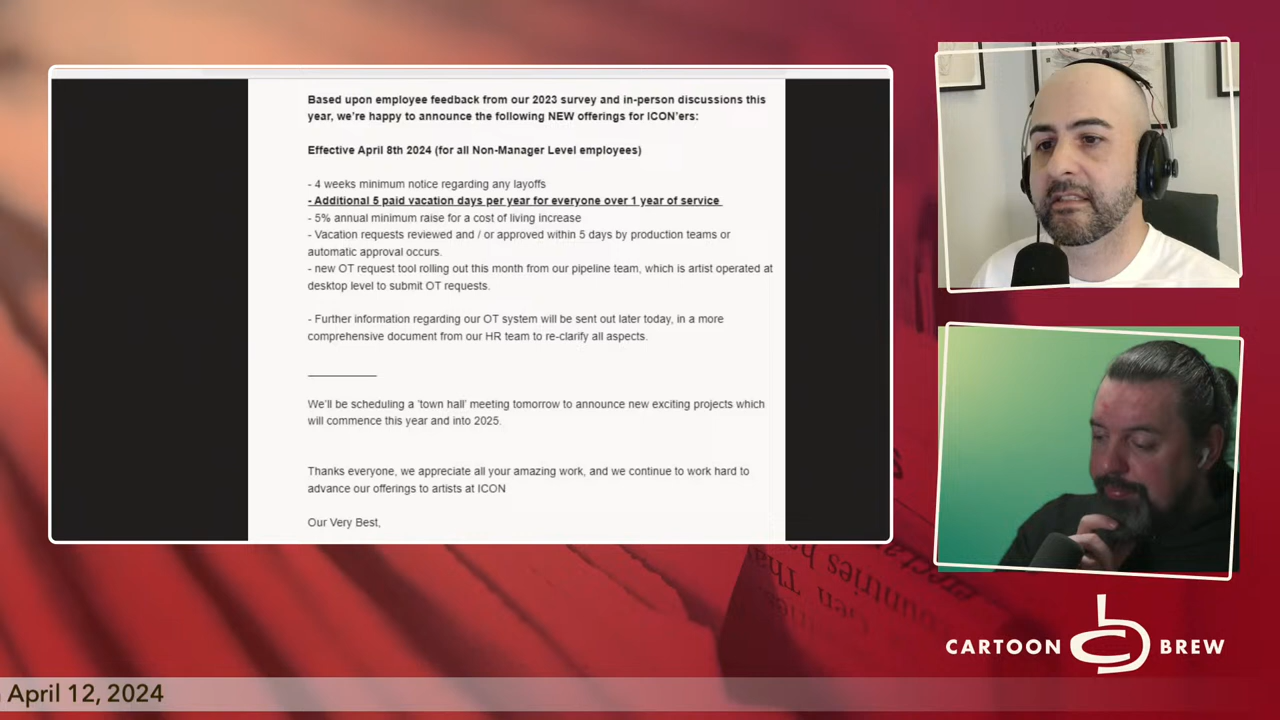 Based upon employee feedback from our 2023 survey and in-person discussions this
year, we're happy to announce the following NEW offerings for ICON'ers:
Effective April 8th 2024 (for all Non-Manager Level employees)
- 4 weeks minimum notice regarding any layoffs
- Additional 5 paid vacation days per year for everyone over 1 year of service
- 5% annual minimum raise for a cost of living increase
- Vacation requests reviewed and / or approved within 5 days by production teams or
automatic approval occurs.
- new OT request tool rolling out this month from our pipeline team, which is artist operated at
desktop level to submit OT requests.
- Further information regarding our OT system will be sent out later today, in a more
comprehensive document from our HR team to re-clarify all aspects.
We'll be scheduling a 'town hall' meeting tomorrow to announce new exciting projects which
will commence this year and into 2025.
Thanks everyone, we appreciate all your amazing work, and we continue to work hard to
advance our offerings to artists at ICON
Our Very Best,
CARTOON BREW
April 12, 2024